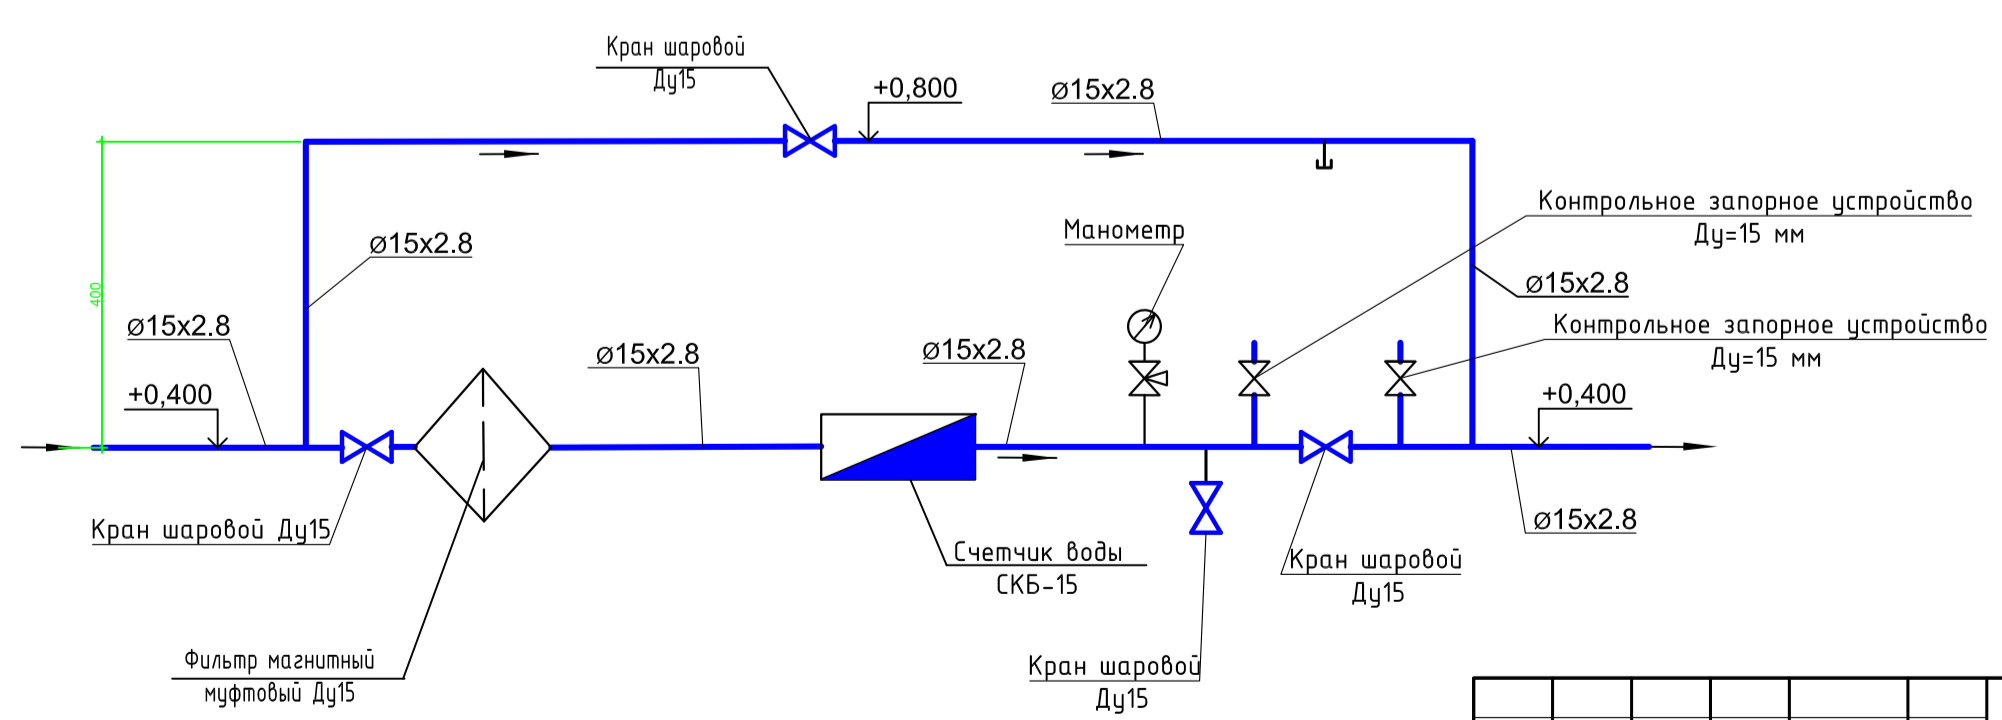 Кран шаровой
Ду15
+0,800
Ø15x2.8
Контрольное запорное устройство
Ду=15 мм
Манометр
Ø15x2.8
Ø15x2.8
400
Ø15x2.8
Контрольное запорное устройство
Ду=15 мм
Ø15x2.8
Ø15x2.8
+0,400
+0,400
Кран шаровой Ду15
Ø15x2.8
Счетчик воды
СКБ-15
Кран шаровой
Ду15
Фильтр магнитный
муфтовый Ду15
Кран шаровой
Ду15